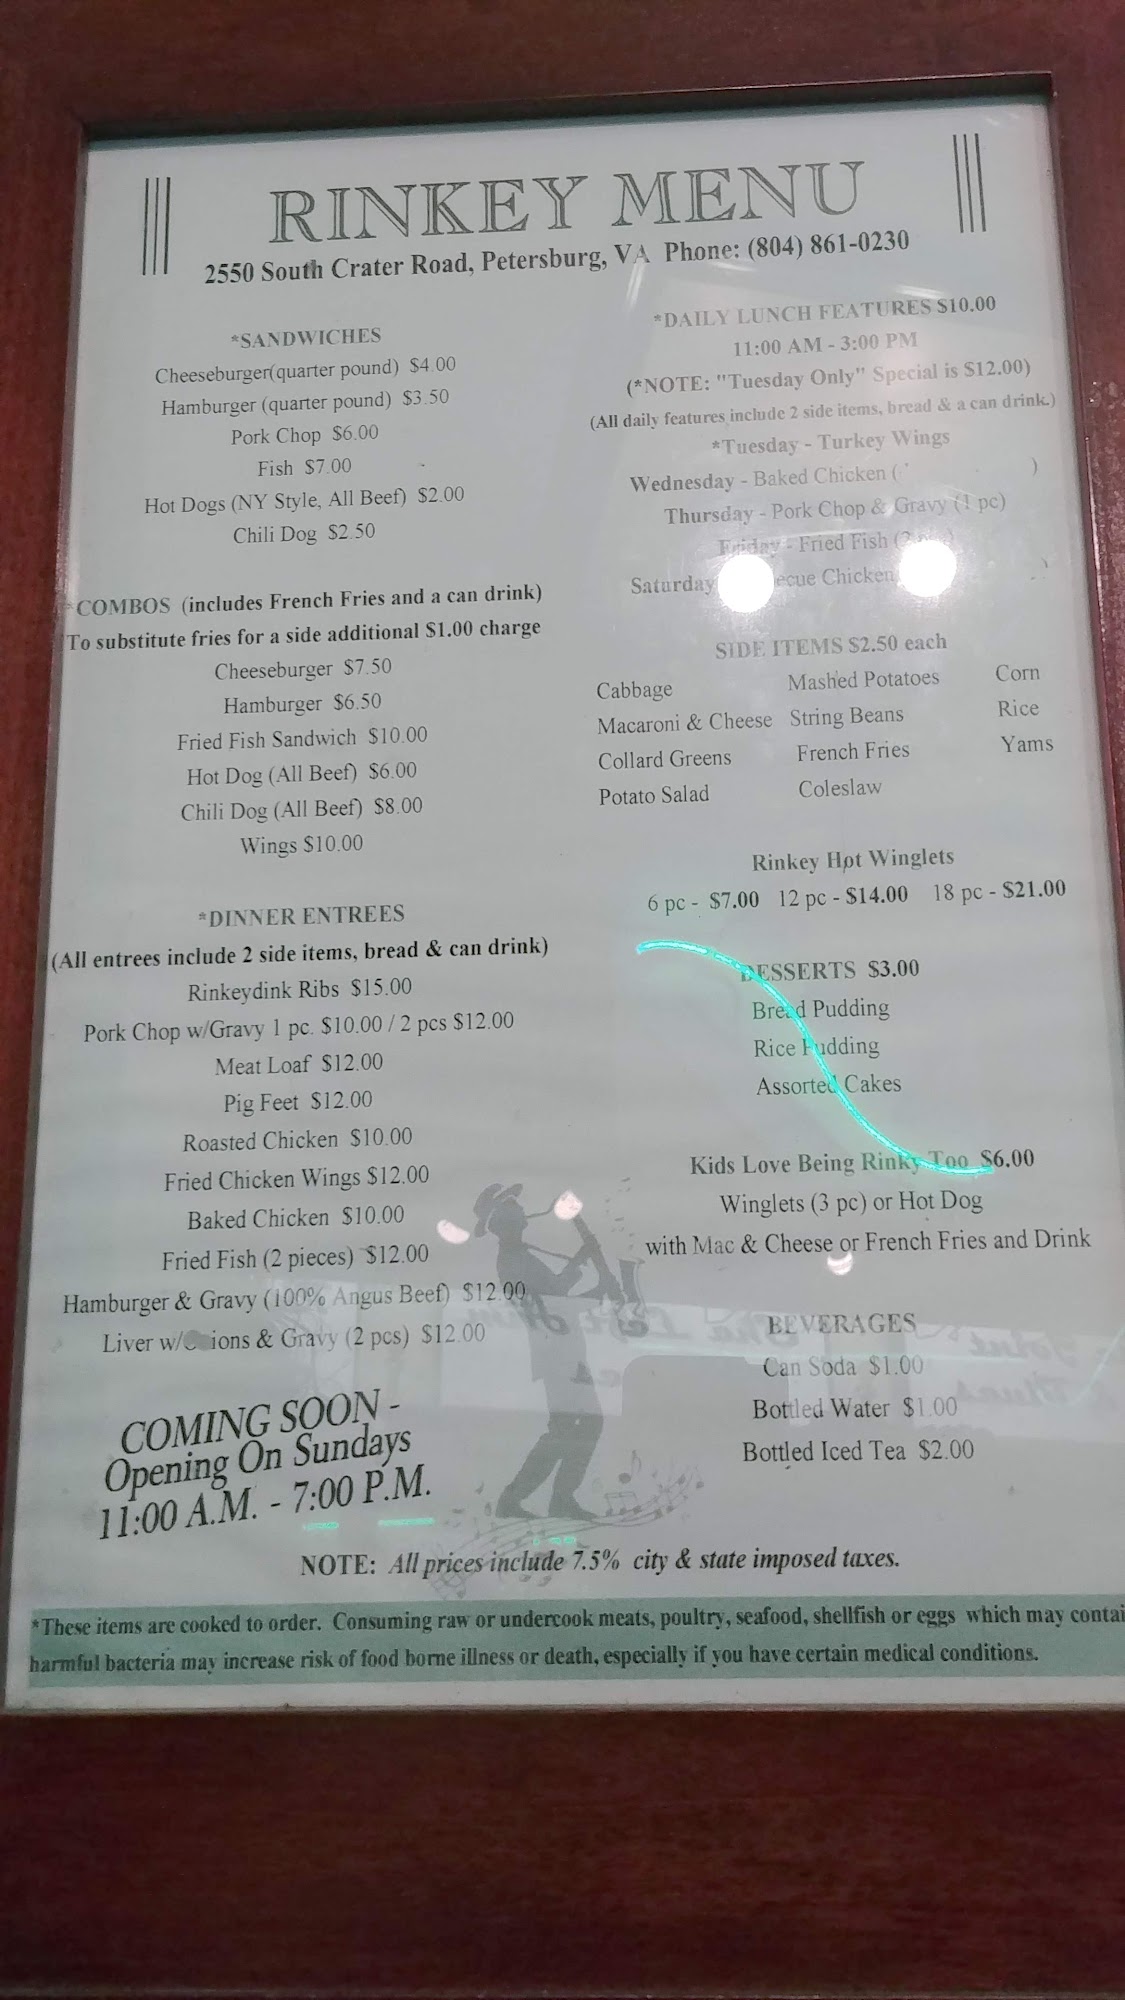 RINKEY MENU
2550 South Crater Road, Petersburg, VA Phone: (804) 861-0230
*SANDWICHES
Cheeseburger(quarter pound) $4.00
Hamburger (quarter pound) $3.50
Pork Chop $6.00
Fish $7.00
Hot Dogs (NY Style, All Beef) $2.00
Chili Dog $2.50
*COMBOS (includes French Fries and a can drink)
To substitute fries for a side additional $1.00 charge
Cheeseburger $7.50
Hamburger $6.50
Fried Fish Sandwich $10.00
Hot Dog (All Beef) $6.00
Chili Dog (All Beef) $8.00
Wings $10.00
*DINNER ENTREES
(All entrees include 2 side items, bread & can drink)
Rinkeydink Ribs $15.00
Pork Chop w/Gravy 1 pc. $10.00 / 2 pcs $12.00
Meat Loaf $12.00
Pig Feet $12.00
Roasted Chicken $10.00
Fried Chicken Wings $12.00
Baked Chicken $10.00
Fried Fish (2 pieces) $12.00
Hamburger & Gravy (100% Angus Beef) $12.00
Liver w/Onions & Gravy (2 pcs) $12.00
COMING SOON -
Opening On Sundays
11:00 A.M. - 7:00 P.M.
*DAILY LUNCH FEATURES $10.00
11:00 AM - 3:00 PM
(*NOTE: "Tuesday Only" Special is $12.00)
(All daily features include 2 side items, bread & a can drink.)
*Tuesday - Turkey Wings
Wednesday - Baked Chicken ( )
Thursday - Pork Chop & Gravy (1 pc)
Friday - Fried Fish
Saturday Chicken
SIDE ITEMS $2.50 each
Cabbage Mashed Potatoes Corn
Macaroni & Cheese String Beans Rice
Collard Greens French Fries Yams
Potato Salad Coleslaw
Rinkey Hot Winglets
6 pc - $7.00 12 pc - $14.00 18 pc - $21.00
DESSERTS $3.00
Bread Pudding
Rice Pudding
Assorted Cakes
Kids Love Being Rinky Too $6.00
Winglets (3 pc) or Hot Dog
with Mac & Cheese or French Fries and Drink
BEVERAGES
Can Soda $1.00
Bottled Water $1.00
Bottled Iced Tea $2.00
NOTE: All prices include 7.5% city & state imposed taxes.
*These items are cooked to order. Consuming raw or undercook meats, poultry, seafood, shellfish or eggs which may contai
harmful bacteria may increase risk of food borne illness or death, especially if you have certain medical conditions.